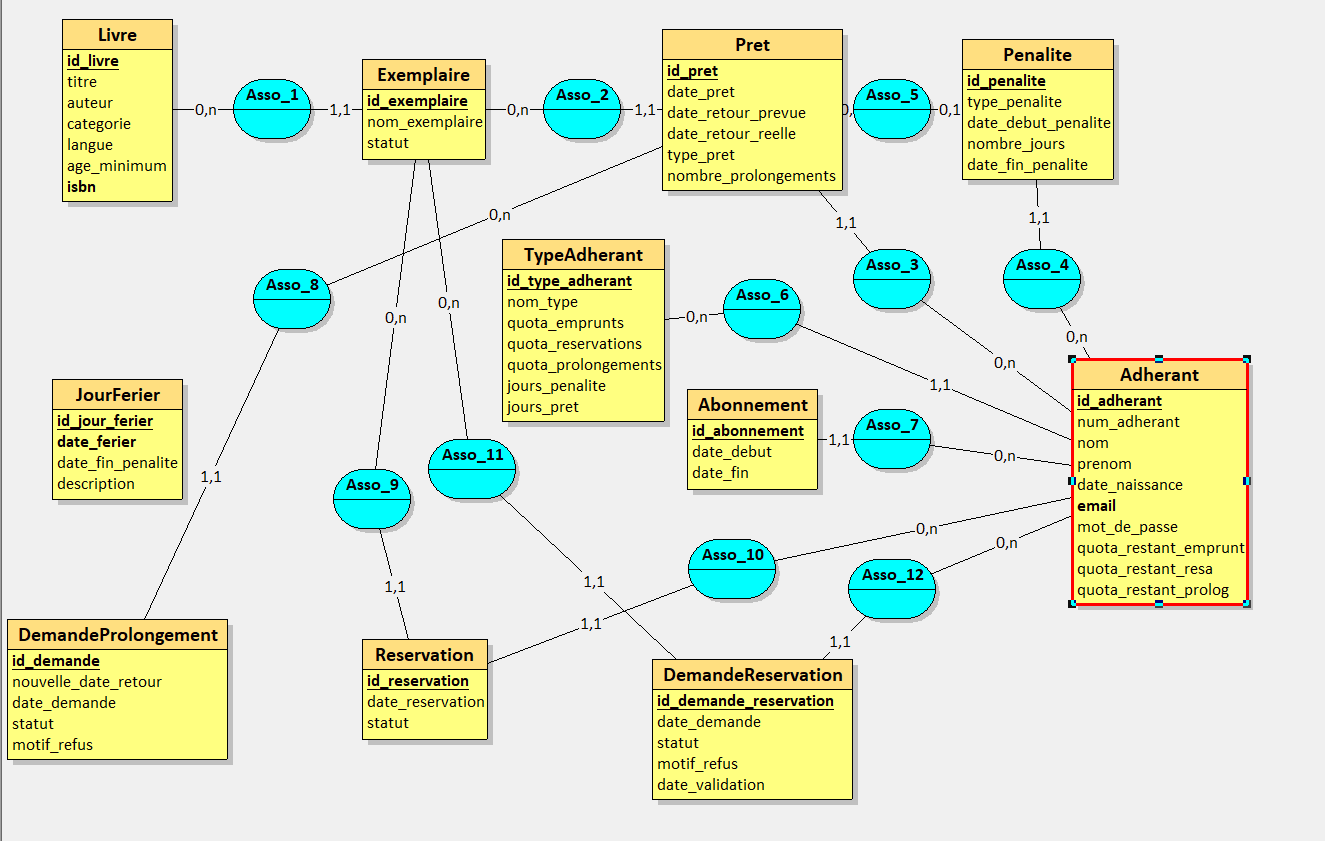 Livre
id_livre
titre
auteur
categorie
langue
age_minimum
isbn
0,n
Asso_1
1,1
Exemplaire
id_exemplaire
nom_exemplaire
statut
0,n
Asso_2
1,1
Pret
id_pret
date_pret
date_retour_prevue
date_retour_reelle
type_pret
nombre_prolongements
0,
Asso_5
0,1
Penalite
id_penalite
type_penalite
date_debut_penalite
nombre_jours
date_fin_penalite
0,n
1,1
1,1
Asso_8
TypeAdherant
id_type_adherant
nom_type
quota_emprunts
quota_reservations
quota_prolongements
jours_penalite
jours_pret
0,n
Asso_6
Asso_3
Asso_4
0,n
0,n
0,n
0,n
1,1
JourFerier
id_jour_ferier
date_ferier
date_fin_penalite
description
Abonnement
id_abonnement
date_debut
date_fin
1,1
Asso_7
0,n
Adherant
id_adherant
num_adherant
nom
prenom
date_naissance
email
mot_de_passe
quota_restant_emprunt
quota_restant_resa
quota_restant_prolog
1,1
Asso_9
Asso_11
Asso_10
0,n
Asso_12
0,n
1,1
1,1
1,1
1,1
DemandeProlongement
id_demande
nouvelle_date_retour
date_demande
statut
motif_refus
Reservation
id_reservation
date_reservation
statut
DemandeReservation
id_demande_reservation
date_demande
statut
motif_refus
date_validation